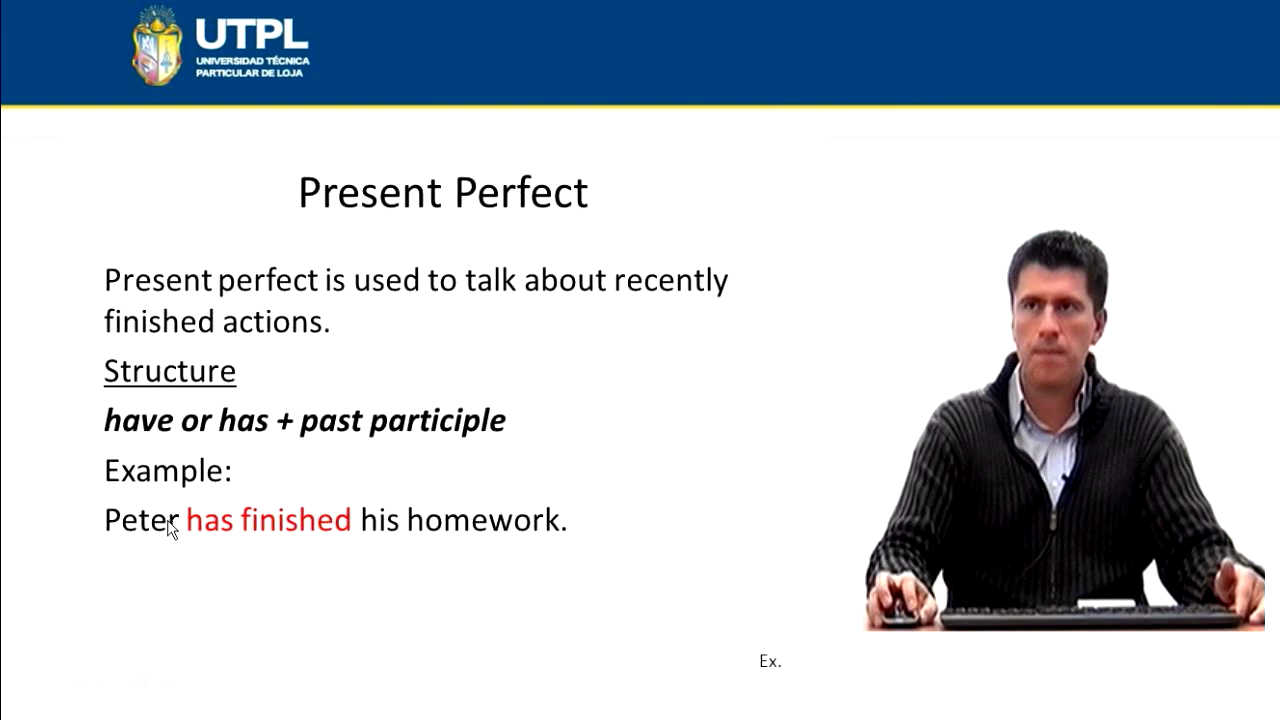 UTPL
UNIVERSIDAD TÉCNICA
PARTICULAR DE LOJA
Present Perfect
Present perfect is used to talk about recently
finished actions.
Structure
have or has + past participle
Example:
Peter has finished his homework.
Ex.